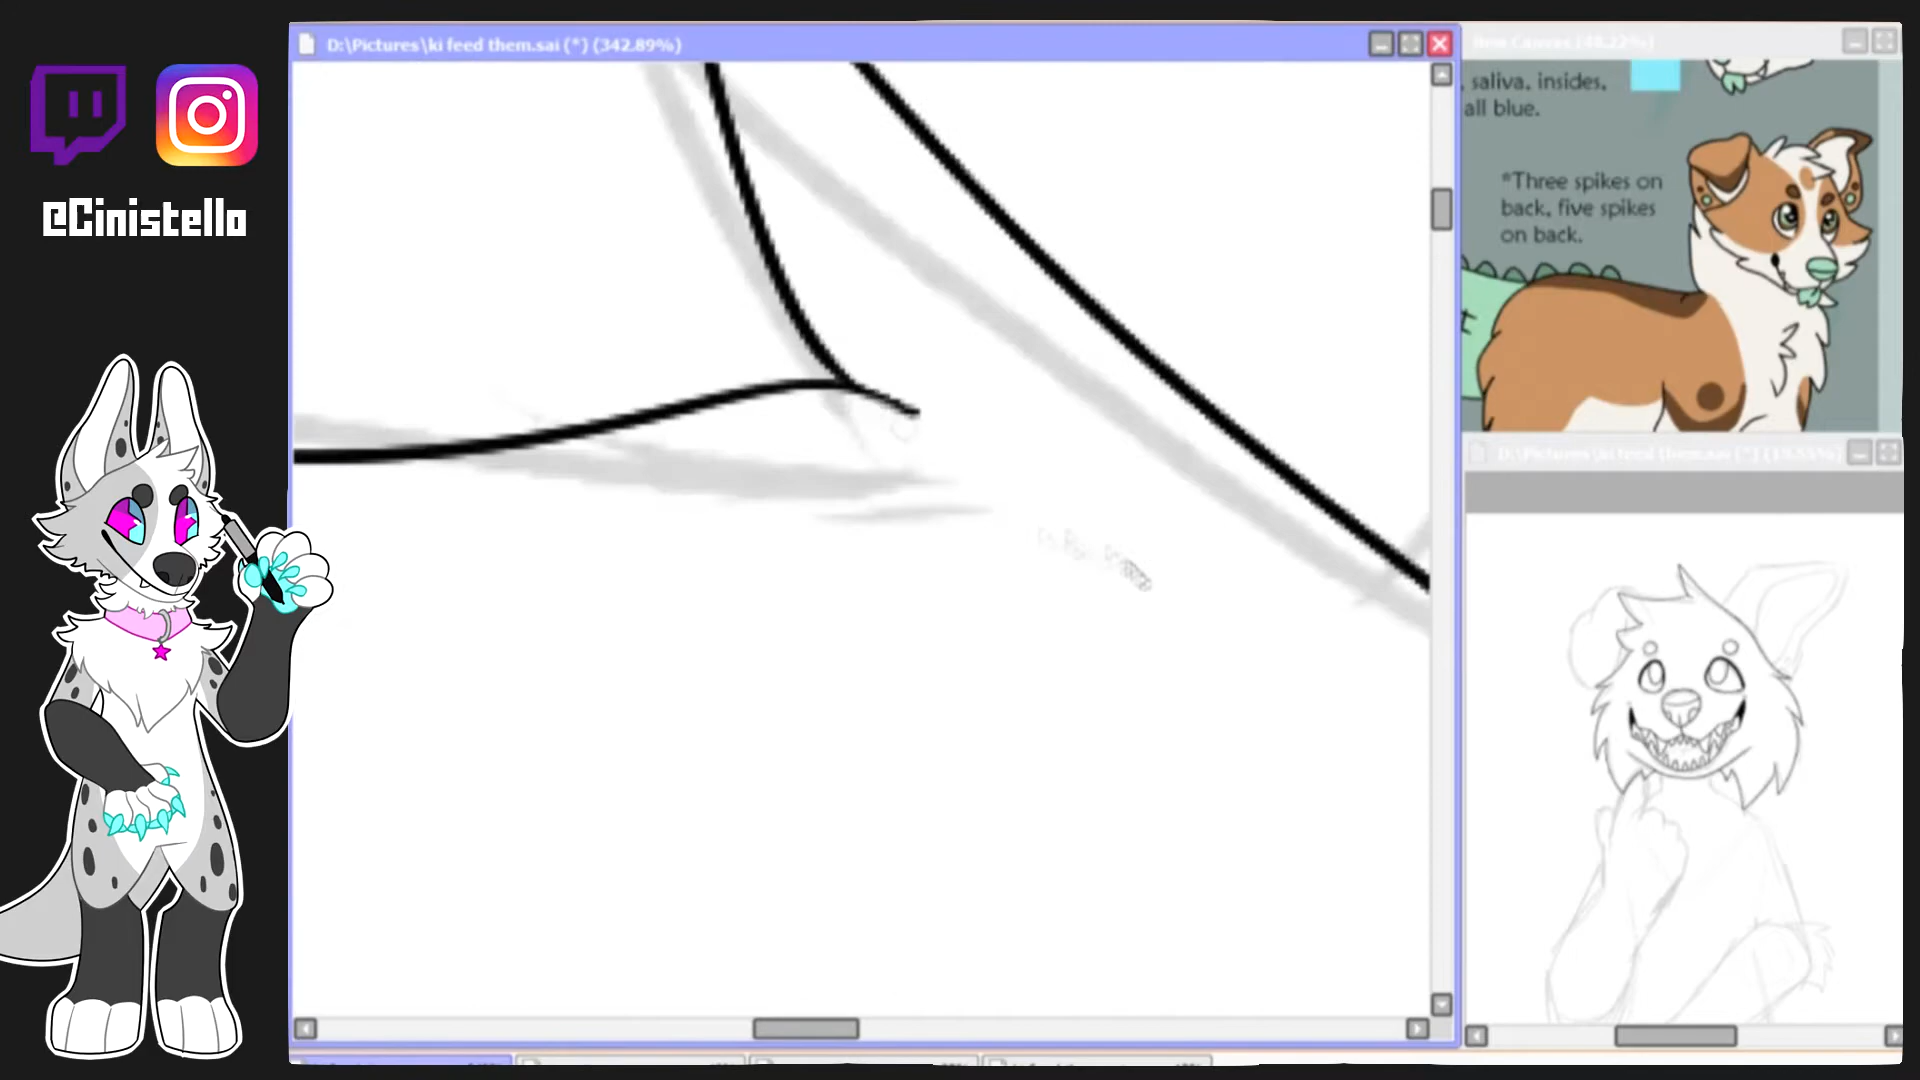 @Cinistello
D:\Pictures\ki feed them.sai (*) (342.89%)
saliva, insides,
all blue.
*Three spikes on
back, five spikes
on back.